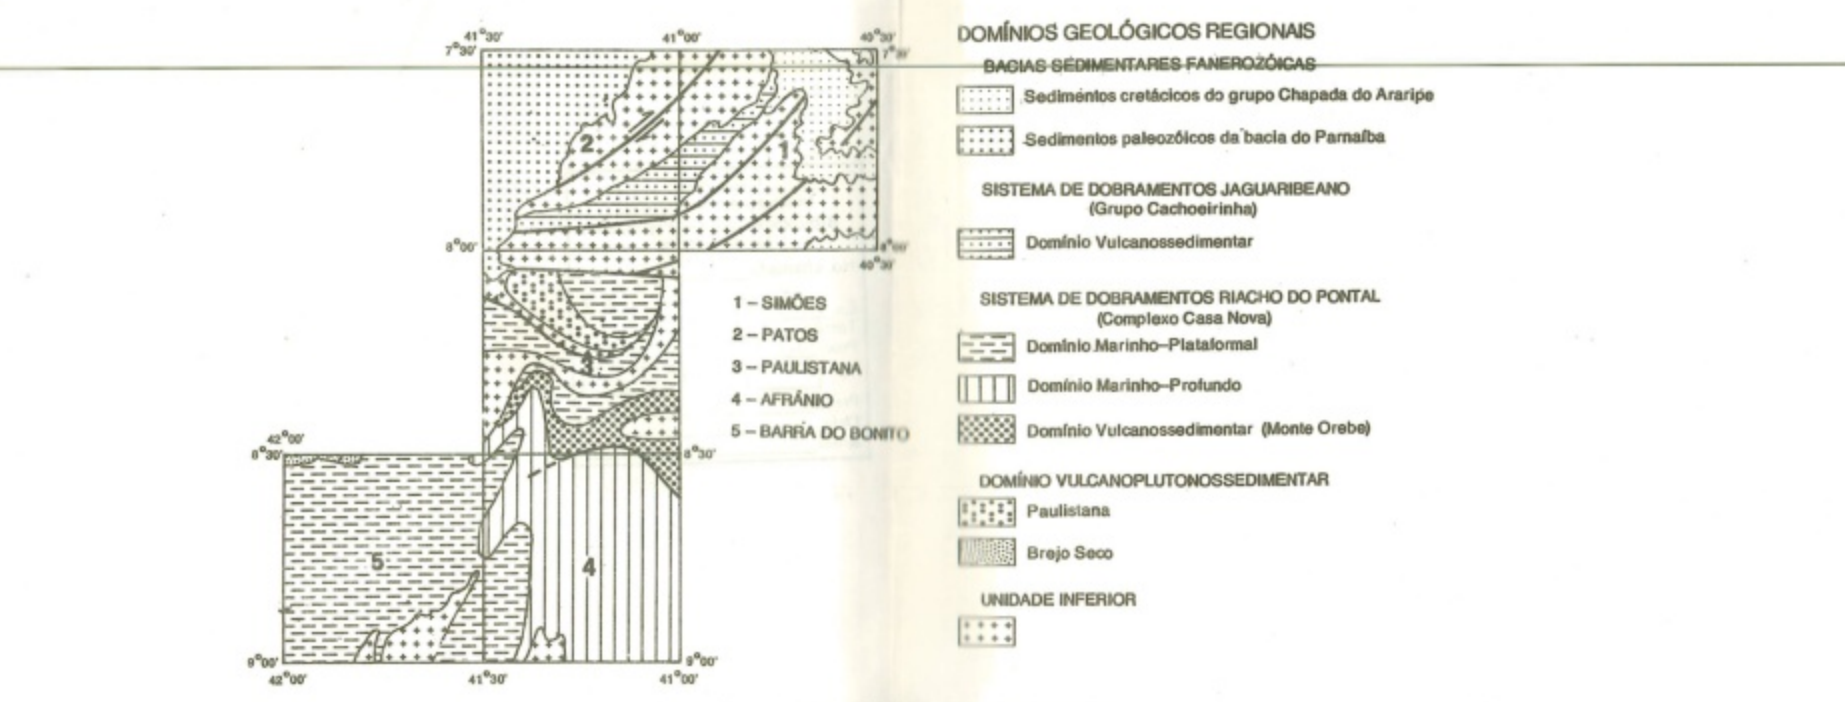 41°30'
41°00'
40°30'
7°30'
7°30'
2
1
8°00'
8°00'
40°30'
3
42°00'
8°30'
8°30'
5
4
9°00'
9°00'
42°00'
41°30'
41°00'
1 – SIMÕES
2 – PATOS
3 – PAULISTANA
4 – AFRÂNIO
5 – BARRA DO BONITO
DOMÍNIOS GEOLÓGICOS REGIONAIS
BACIAS SEDIMENTARES FANEROZÓICAS
Sedimentos cretácicos do grupo Chapada do Araripe
Sedimentos paleozóicos da bacia do Parnaíba
SISTEMA DE DOBRAMENTOS JAGUARIBEANO
(Grupo Cachoeirinha)
Domínio Vulcanossedimentar
SISTEMA DE DOBRAMENTOS RIACHO DO PONTAL
(Complexo Casa Nova)
Domínio Marinho–Plataformal
Domínio Marinho–Profundo
Domínio Vulcanossedimentar (Monte Orebe)
DOMÍNIO VULCANOPLUTONOSSEDIMENTAR
Paulistana
Brejo Seco
UNIDADE INFERIOR